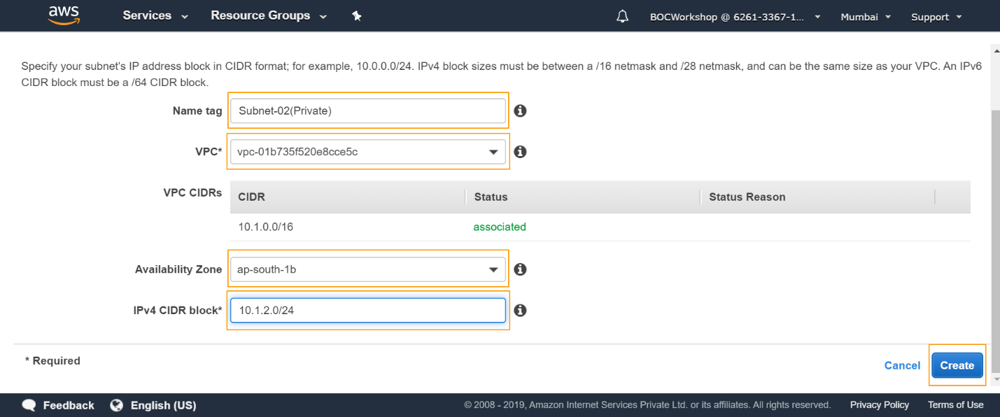 aws Services Resource Groups BOCWorkshop @ 6261-3367-1... Mumbai Support
Specify your subnet's IP address block in CIDR format; for example, 10.0.0.0/24. IPv4 block sizes must be between a /16 netmask and /28 netmask, and can be the same size as your VPC. An IPv6
CIDR block must be a /64 CIDR block.
Name tag Subnet-02(Private)
VPC* vpc-01b735f520e8cce5c
VPC CIDRs CIDR Status Status Reason
10.1.0.0/16 associated
Availability Zone ap-south-1b
IPv4 CIDR block* 10.1.2.0/24
* Required Cancel Create
Feedback English (US) © 2008 - 2019, Amazon Internet Services Private Ltd. or its affiliates. All rights reserved. Privacy Policy Terms of Use